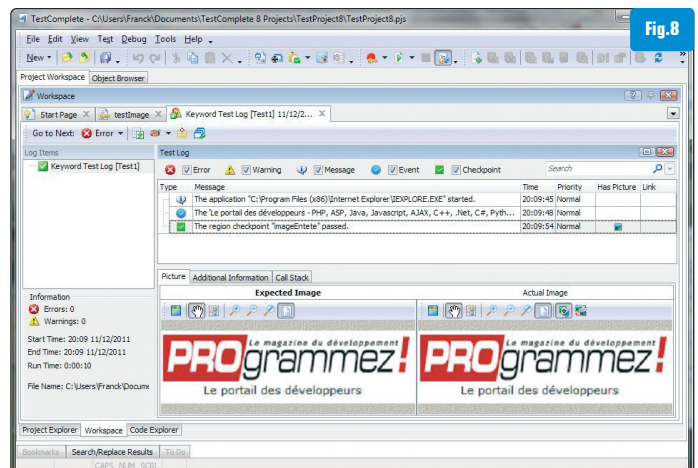 TestComplete - C:\Users\Franck\Documents\TestComplete 8 Projects\TestProject8\TestProject8.pjs
Fig.8
File Edit View Test Debug Tools Help
New
Project Workspace Object Browser
Workspace
Start Page testImage Keyword Test Log [Test1] 11/12/2...
Go to Next: Error
Log Items
Keyword Test Log [Test1]
Test Log
Error Warning Message Event Checkpoint Search
Type Message Time Priority Has Picture Link
The application "C:\Program Files (x86)\Internet Explorer\IEXPLORE.EXE" started. 20:09:45 Normal
The 'Le portail des développeurs - PHP, ASP, Java, Javascript, AJAX, C++, .Net, C#, Pyth... 20:09:48 Normal
The region checkpoint "imageEntete" passed. 20:09:54 Normal
Picture Additional Information Call Stack
Expected Image Actual Image
Information
Errors: 0
Warnings: 0
Start Time: 20:09 11/12/2011
End Time: 20:09 11/12/2011
Run Time: 0:00:10
File Name: C:\Users\Franck\Docume
Le magazine du développement
PROgrammez!
Le portail des développeurs
Le magazine du développement
PROgrammez!
Le portail des développeurs
Project Explorer Workspace Code Explorer
Bookmarks Search/Replace Results To Do
CAPS NUM SCRL